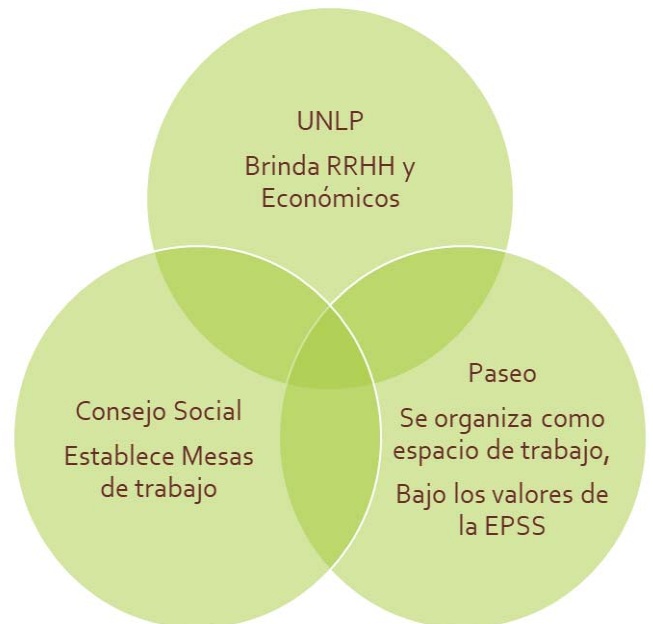 UNLP
Brinda RRHH y
Económicos
Consejo Social
Establece Mesas
de trabajo
Paseo
Se organiza como
espacio de trabajo,
Bajo los valores de
la EPSS